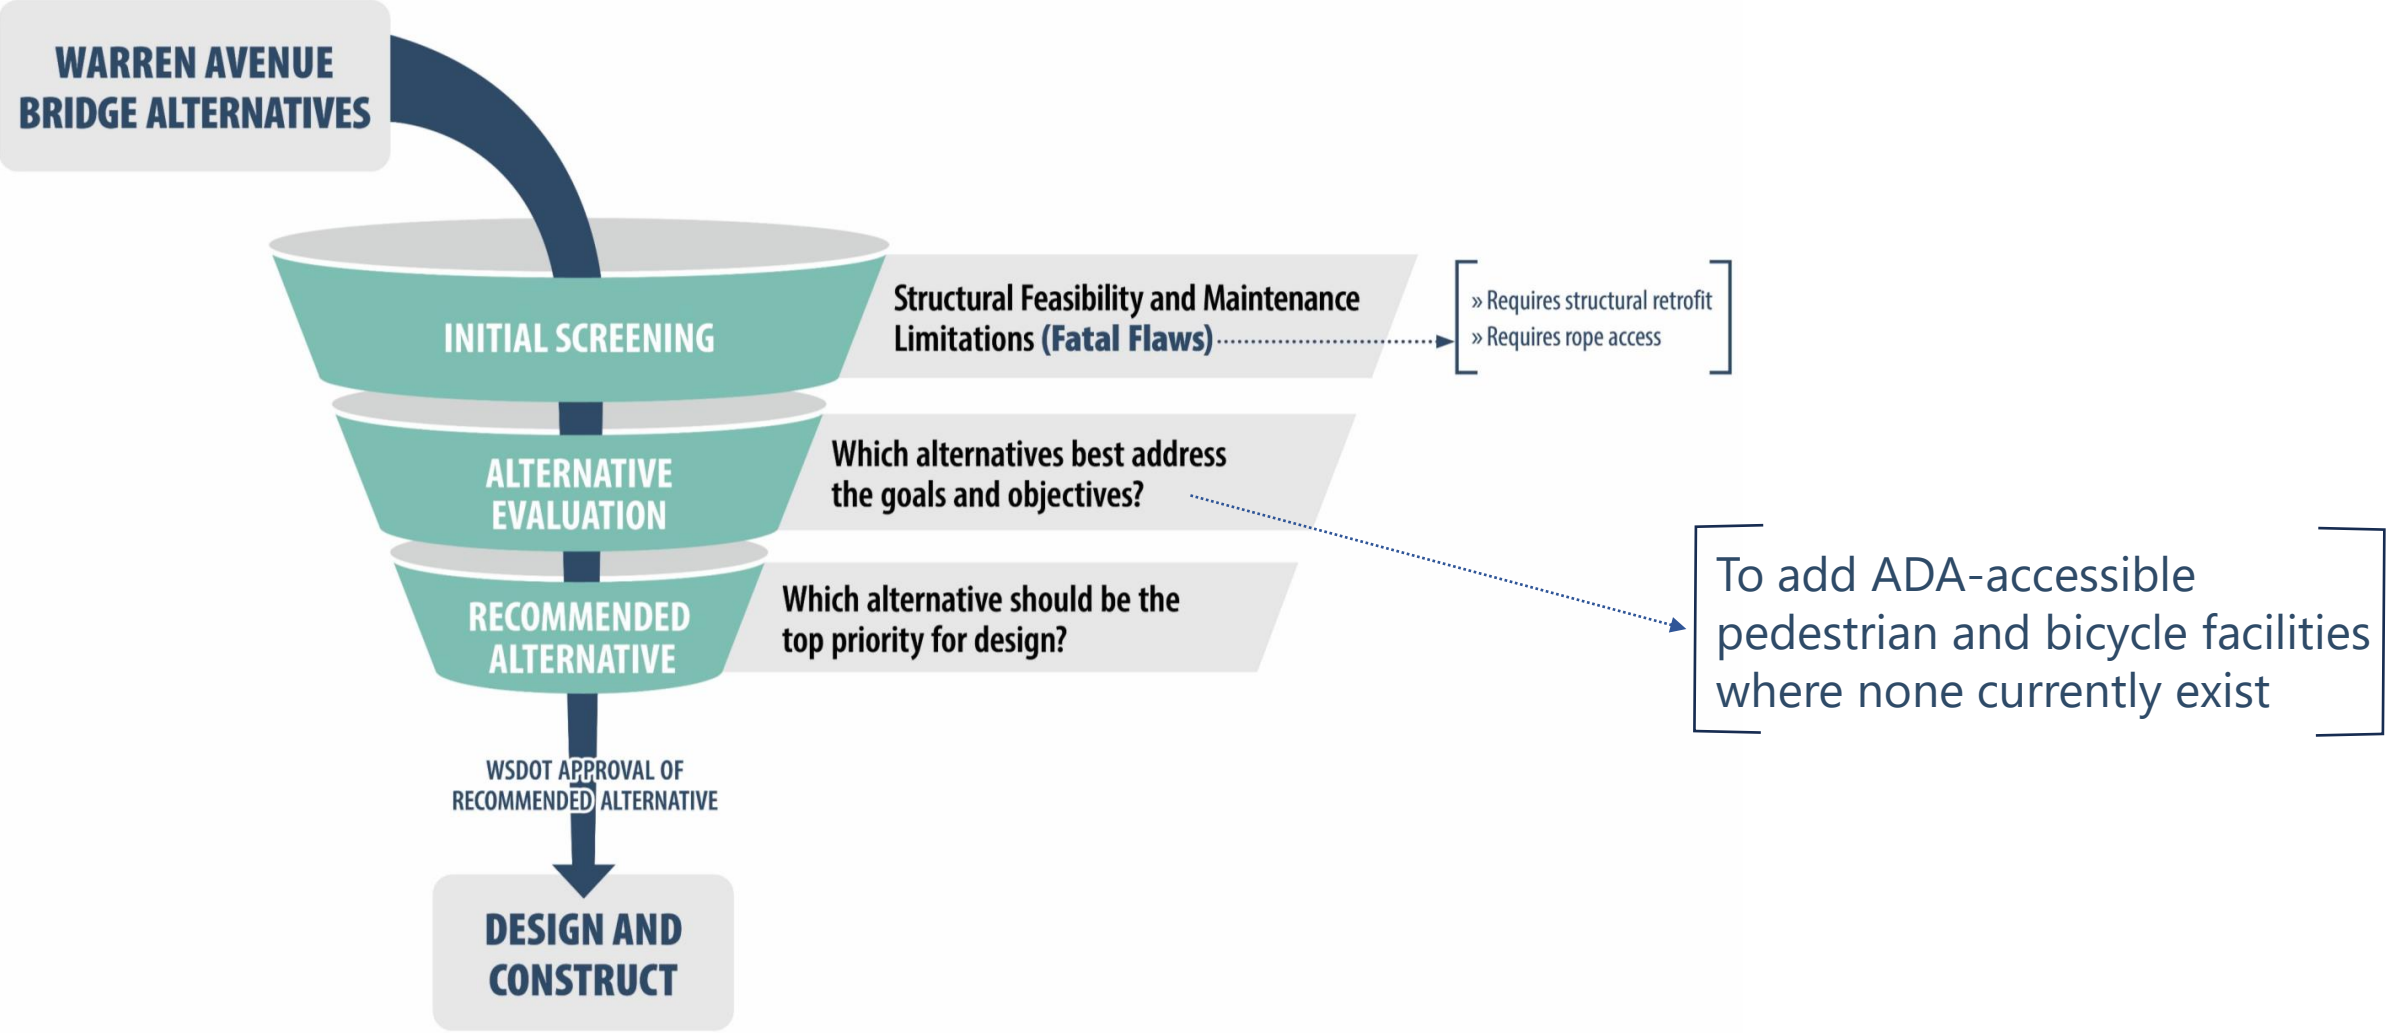 WARREN AVENUE
BRIDGE ALTERNATIVES
INITIAL SCREENING
Structural Feasibility and Maintenance
Limitations (Fatal Flaws)
» Requires structural retrofit
» Requires rope access
ALTERNATIVE
EVALUATION
Which alternatives best address
the goals and objectives?
To add ADA-accessible
pedestrian and bicycle facilities
where none currently exist
RECOMMENDED
ALTERNATIVE
Which alternative should be the
top priority for design?
WSDOT APPROVAL OF
RECOMMENDED ALTERNATIVE
DESIGN AND
CONSTRUCT